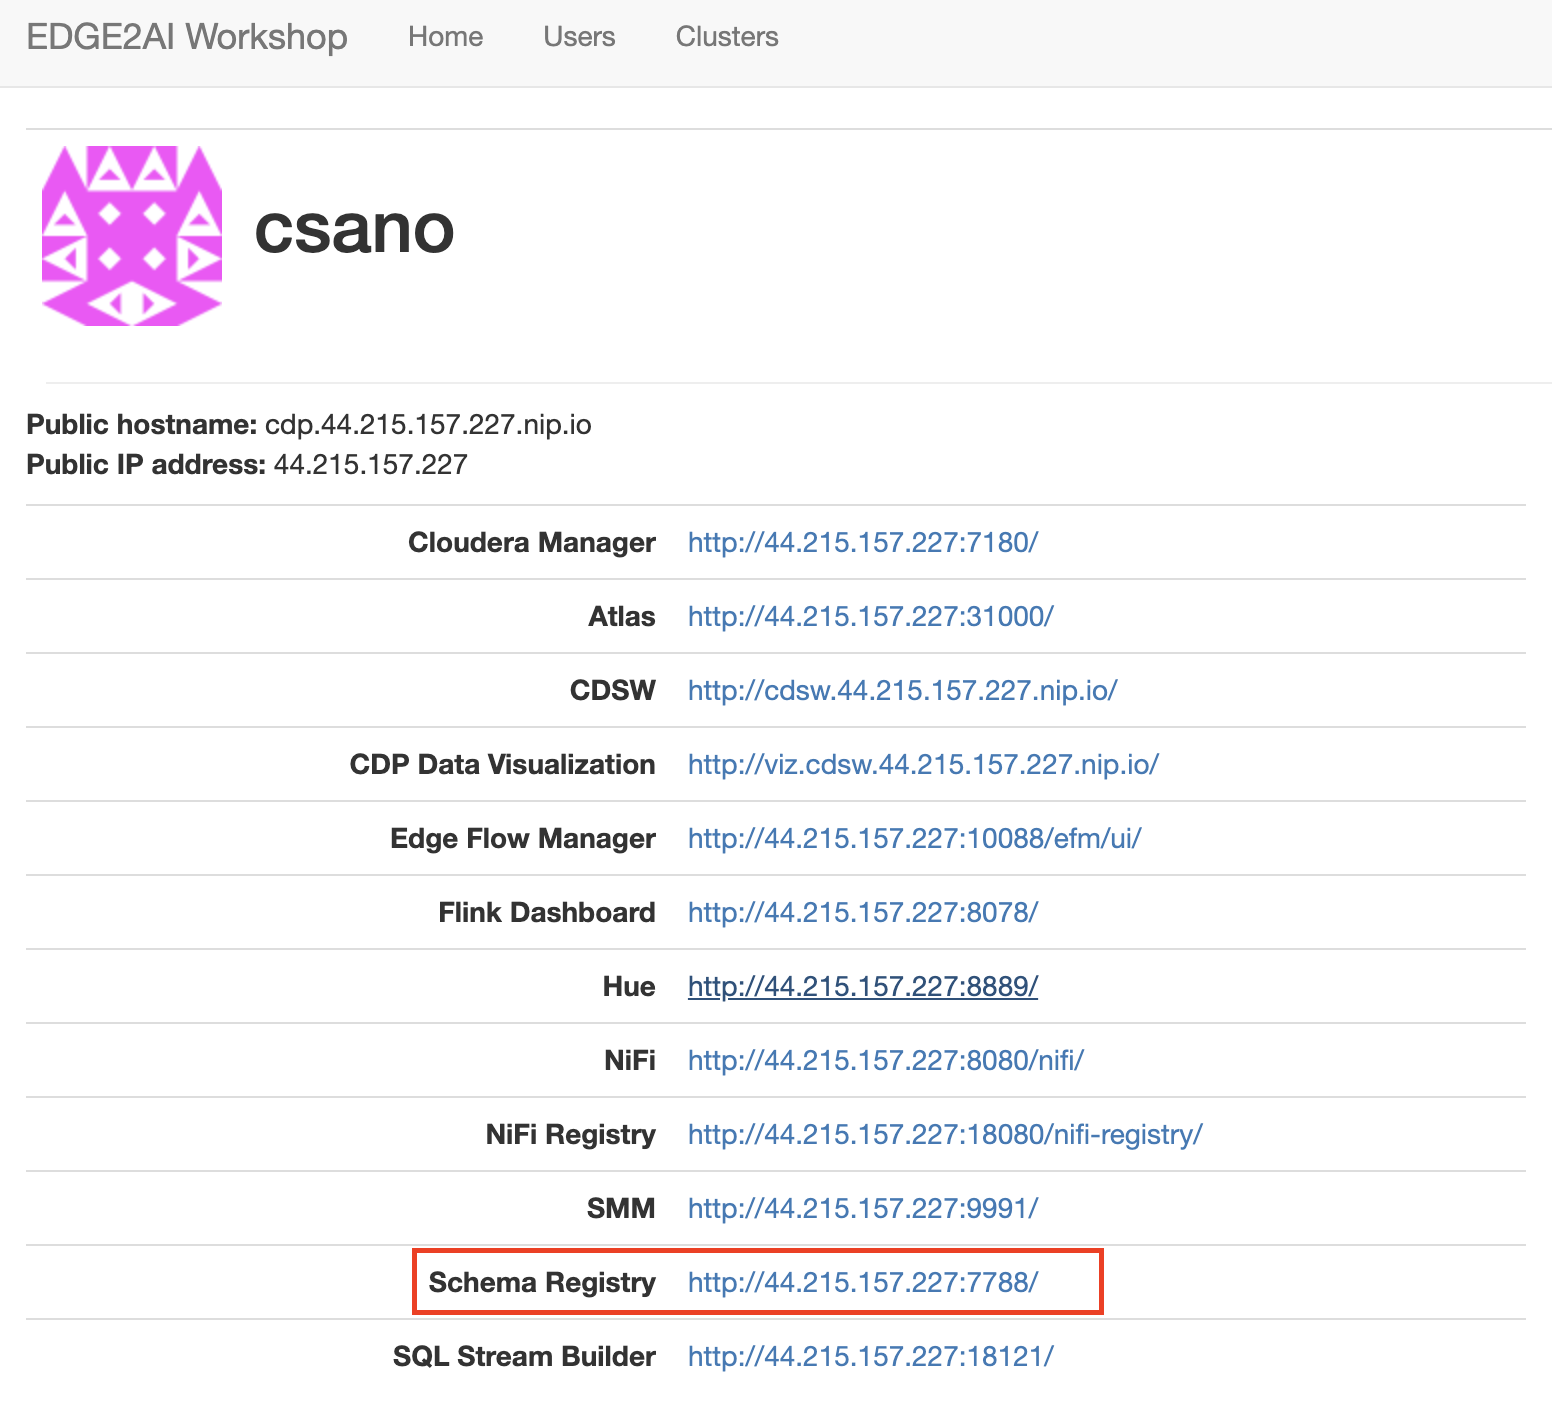 EDGE2AI Workshop Home Users Clusters
csano
Public hostname: cdp.44.215.157.227.nip.io
Public IP address: 44.215.157.227
Cloudera Manager http://44.215.157.227:7180/
Atlas http://44.215.157.227:31000/
CDSW http://cdsw.44.215.157.227.nip.io/
CDP Data Visualization http://viz.cdsw.44.215.157.227.nip.io/
Edge Flow Manager http://44.215.157.227:10088/efm/ui/
Flink Dashboard http://44.215.157.227:8078/
Hue http://44.215.157.227:8889/
NiFi http://44.215.157.227:8080/nifi/
NiFi Registry http://44.215.157.227:18080/nifi-registry/
SMM http://44.215.157.227:9991/
Schema Registry http://44.215.157.227:7788/
SQL Stream Builder http://44.215.157.227:18121/